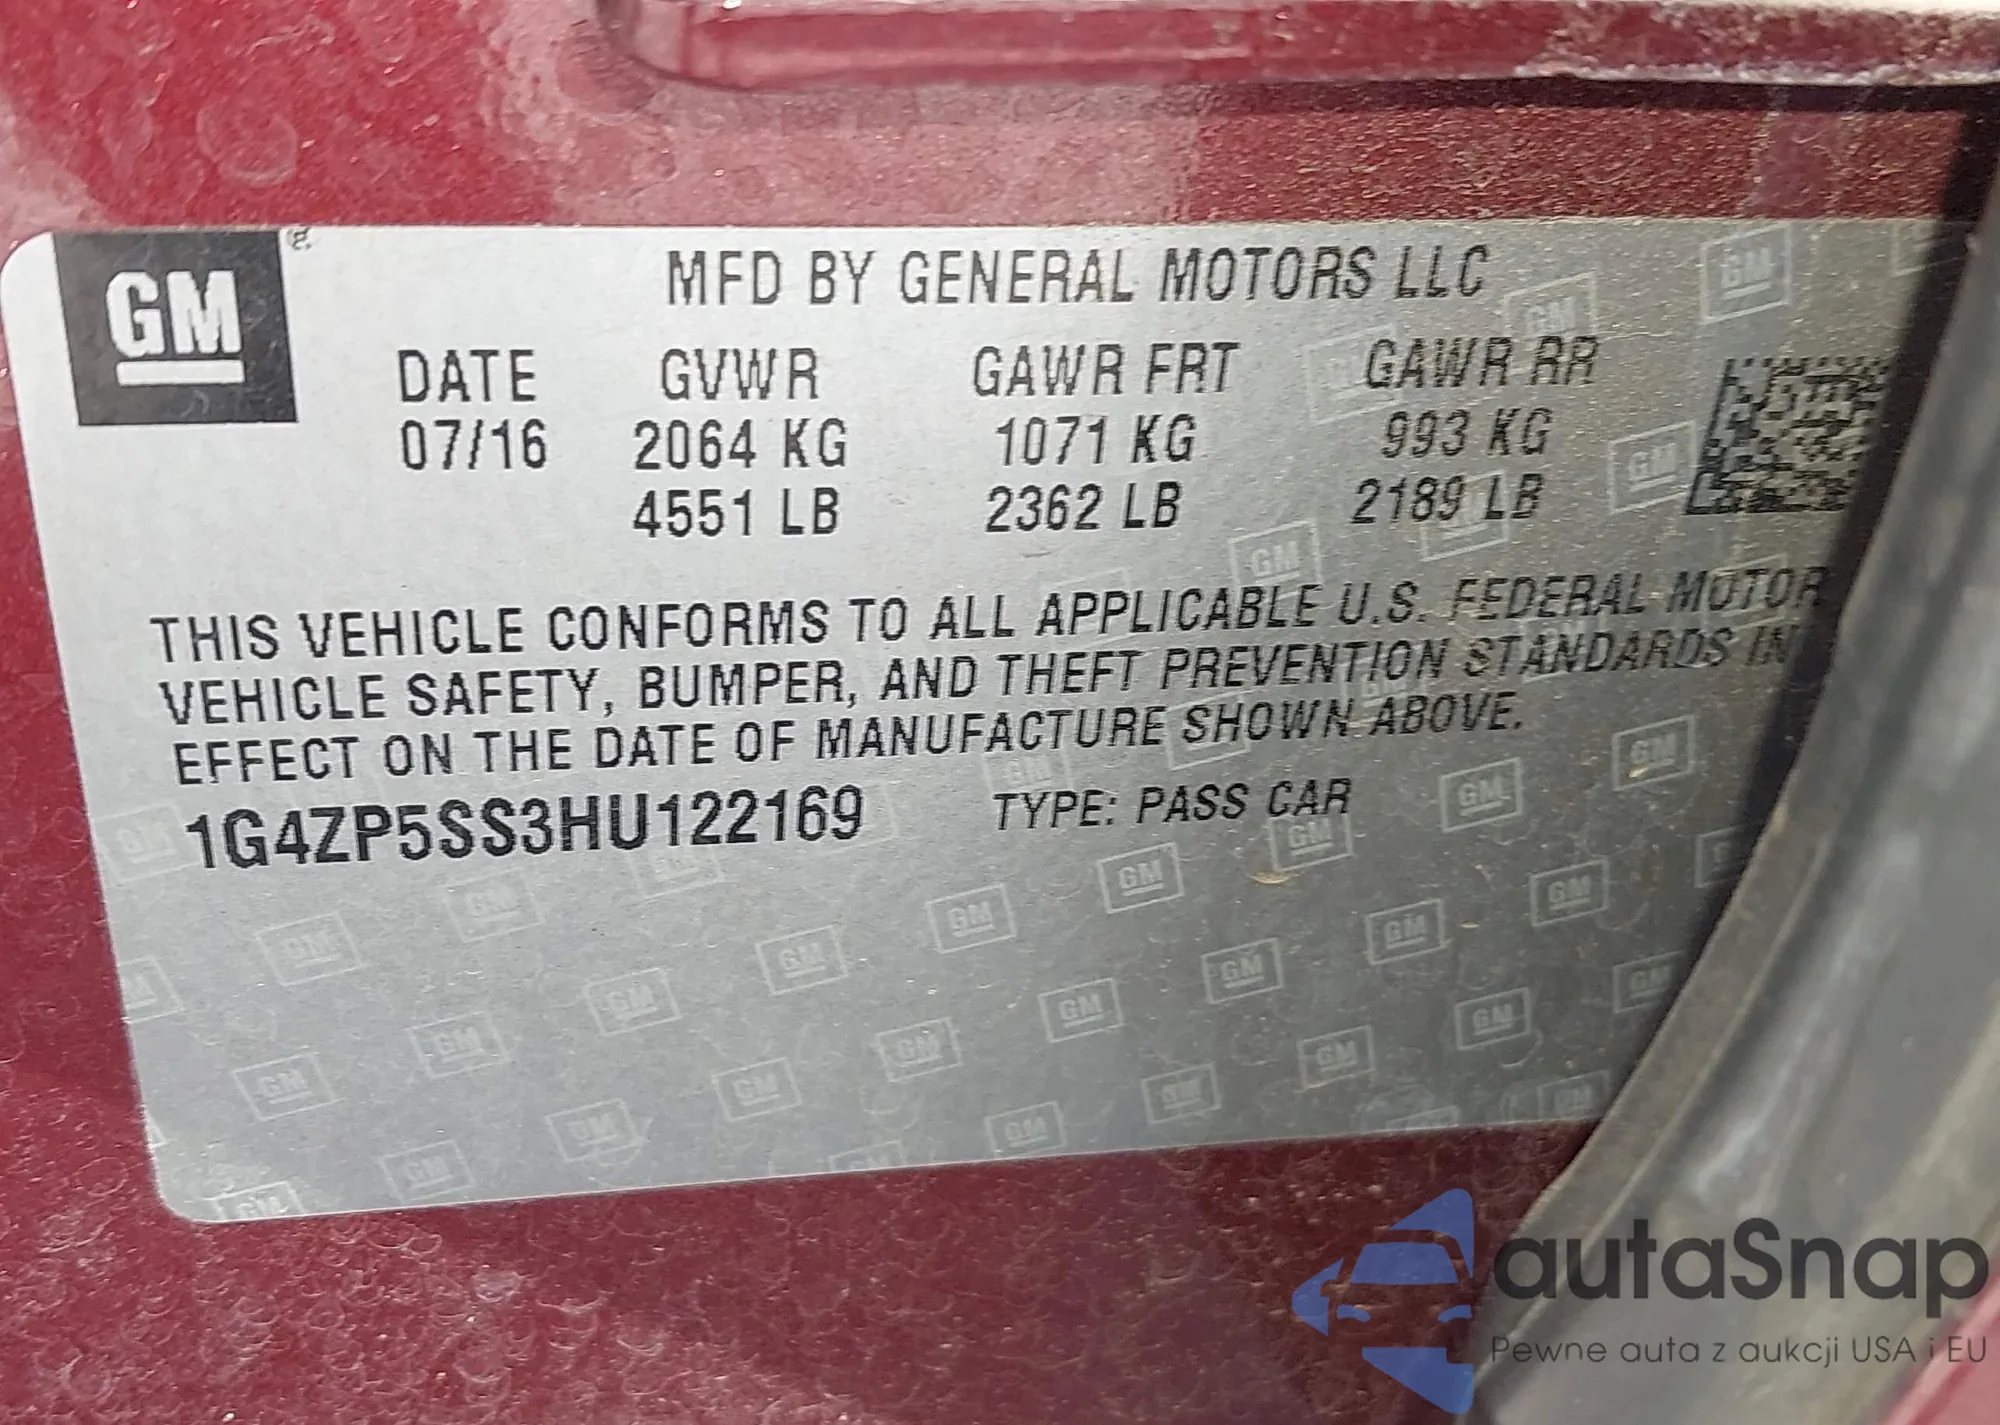 GM
MFD BY GENERAL MOTORS LLC
DATE GVWR GAWR FRT GAWR RR
07/16 2064 KG 1071 KG 993 KG
4551 LB 2362 LB 2189 LB
THIS VEHICLE CONFORMS TO ALL APPLICABLE U.S. FEDERAL MOTOR
VEHICLE SAFETY, BUMPER, AND THEFT PREVENTION STANDARDS IN
EFFECT ON THE DATE OF MANUFACTURE SHOWN ABOVE.
1G4ZP5SS3HU122169 TYPE: PASS CAR
autaSnap
Pewne auta z aukcji USA i EU